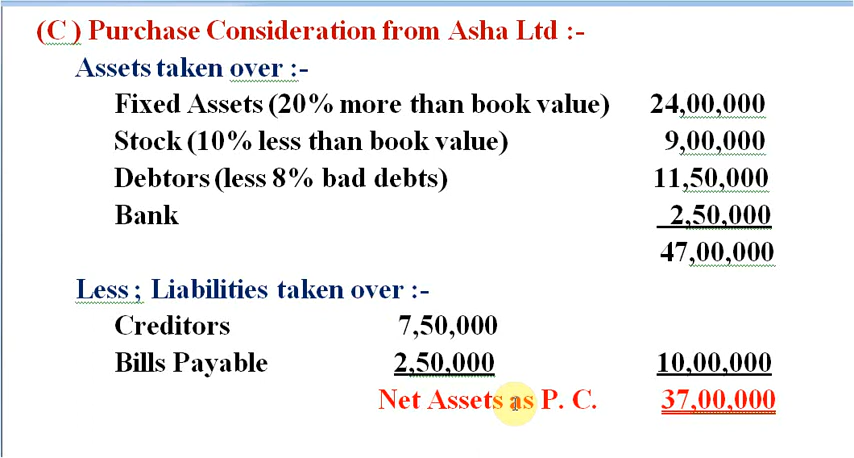 (C) Purchase Consideration from Asha Ltd :-
Assets taken over :-
Fixed Assets (20% more than book value) 24,00,000
Stock (10% less than book value) 9,00,000
Debtors (less 8% bad debts) 11,50,000
Bank 2,50,000
47,00,000
Less ; Liabilities taken over :-
Creditors 7,50,000
Bills Payable 2,50,000 10,00,000
Net Assets as P. C. 37,00,000